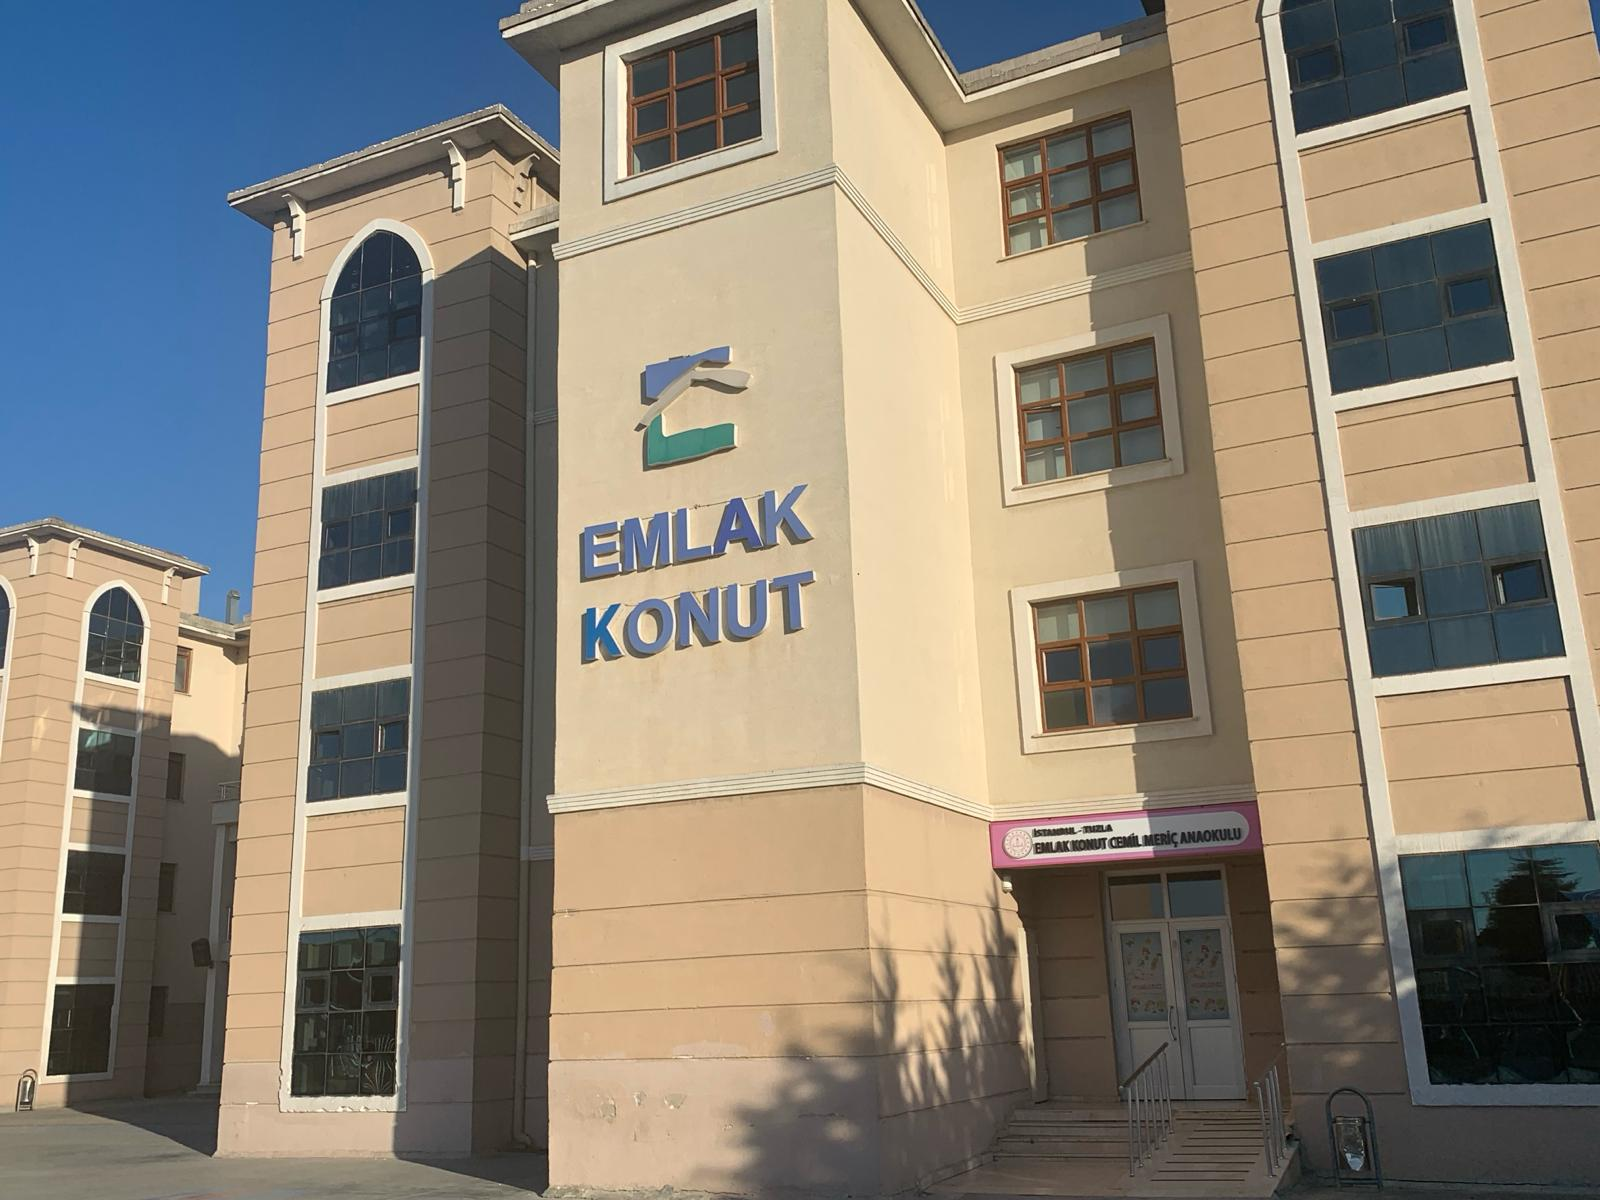 EMLAK
KONUT
İSTANBUL - TUZLA
EMLAK KONUT CEMİL MERİÇ ANAOKULU